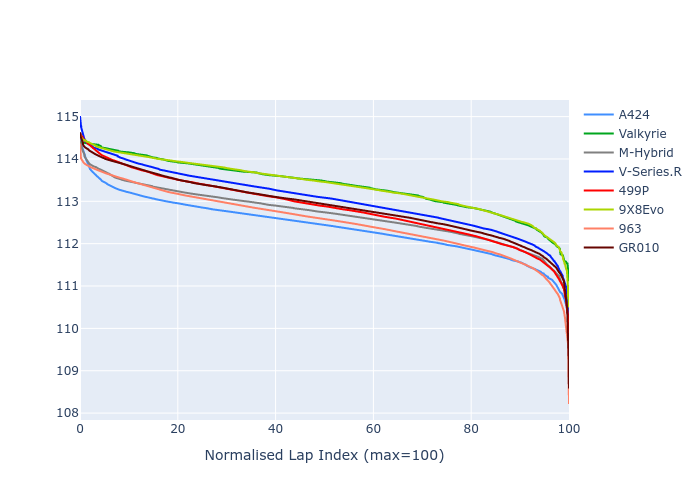 115
114
113
112
111
110
109
108
0
20
40
60
80
100
Normalised Lap Index (max=100)
A424
Valkyrie
M-Hybrid
V-Series.R
499P
9X8Evo
963
GR010